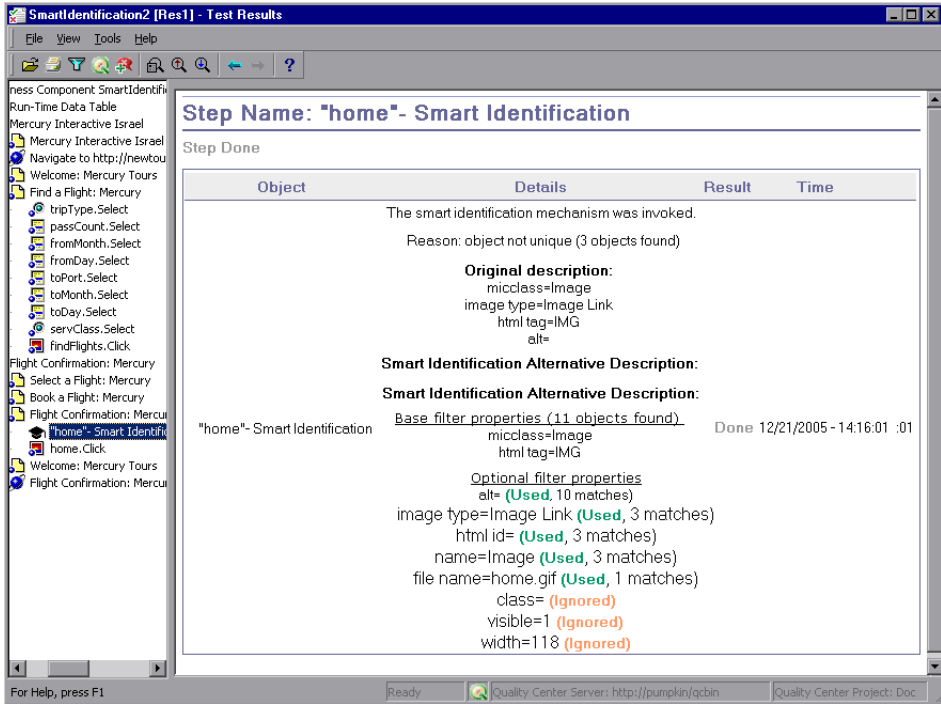 SmartIdentification2 [Res1] - Test Results
File View Tools Help
ness Component SmartIdentifi
Run-Time Data Table
Mercury Interactive Israel
Mercury Interactive Israel
Navigate to http://newtou
Welcome: Mercury Tours
Find a Flight: Mercury
tripType.Select
passCount.Select
fromMonth.Select
fromDay.Select
toPort.Select
toMonth.Select
toDay.Select
servClass.Select
findFlights.Click
Flight Confirmation: Mercury
Select a Flight: Mercury
Book a Flight: Mercury
Flight Confirmation: Mercur
"home"- Smart Identific
home.Click
Welcome: Mercury Tours
Flight Confirmation: Mercur
Step Name: "home"- Smart Identification
Step Done
Object Details Result Time
The smart identification mechanism was invoked.
Reason: object not unique (3 objects found)
Original description:
micclass=Image
image type=Image Link
html tag=IMG
alt=
Smart Identification Alternative Description:
Smart Identification Alternative Description:
Base filter properties (11 objects found)
"home"- Smart Identification Done 12/21/2005 - 14:16:01 :01
micclass=Image
html tag=IMG
Optional filter properties
alt= (Used, 10 matches)
image type=Image Link (Used, 3 matches)
html id= (Used, 3 matches)
name=Image (Used, 3 matches)
file name=home.gif (Used, 1 matches)
class= (Ignored)
visible=1 (Ignored)
width=118 (Ignored)
For Help, press F1
Ready
Quality Center Server: http://pumpkin/qcbin
Quality Center Project: Doc